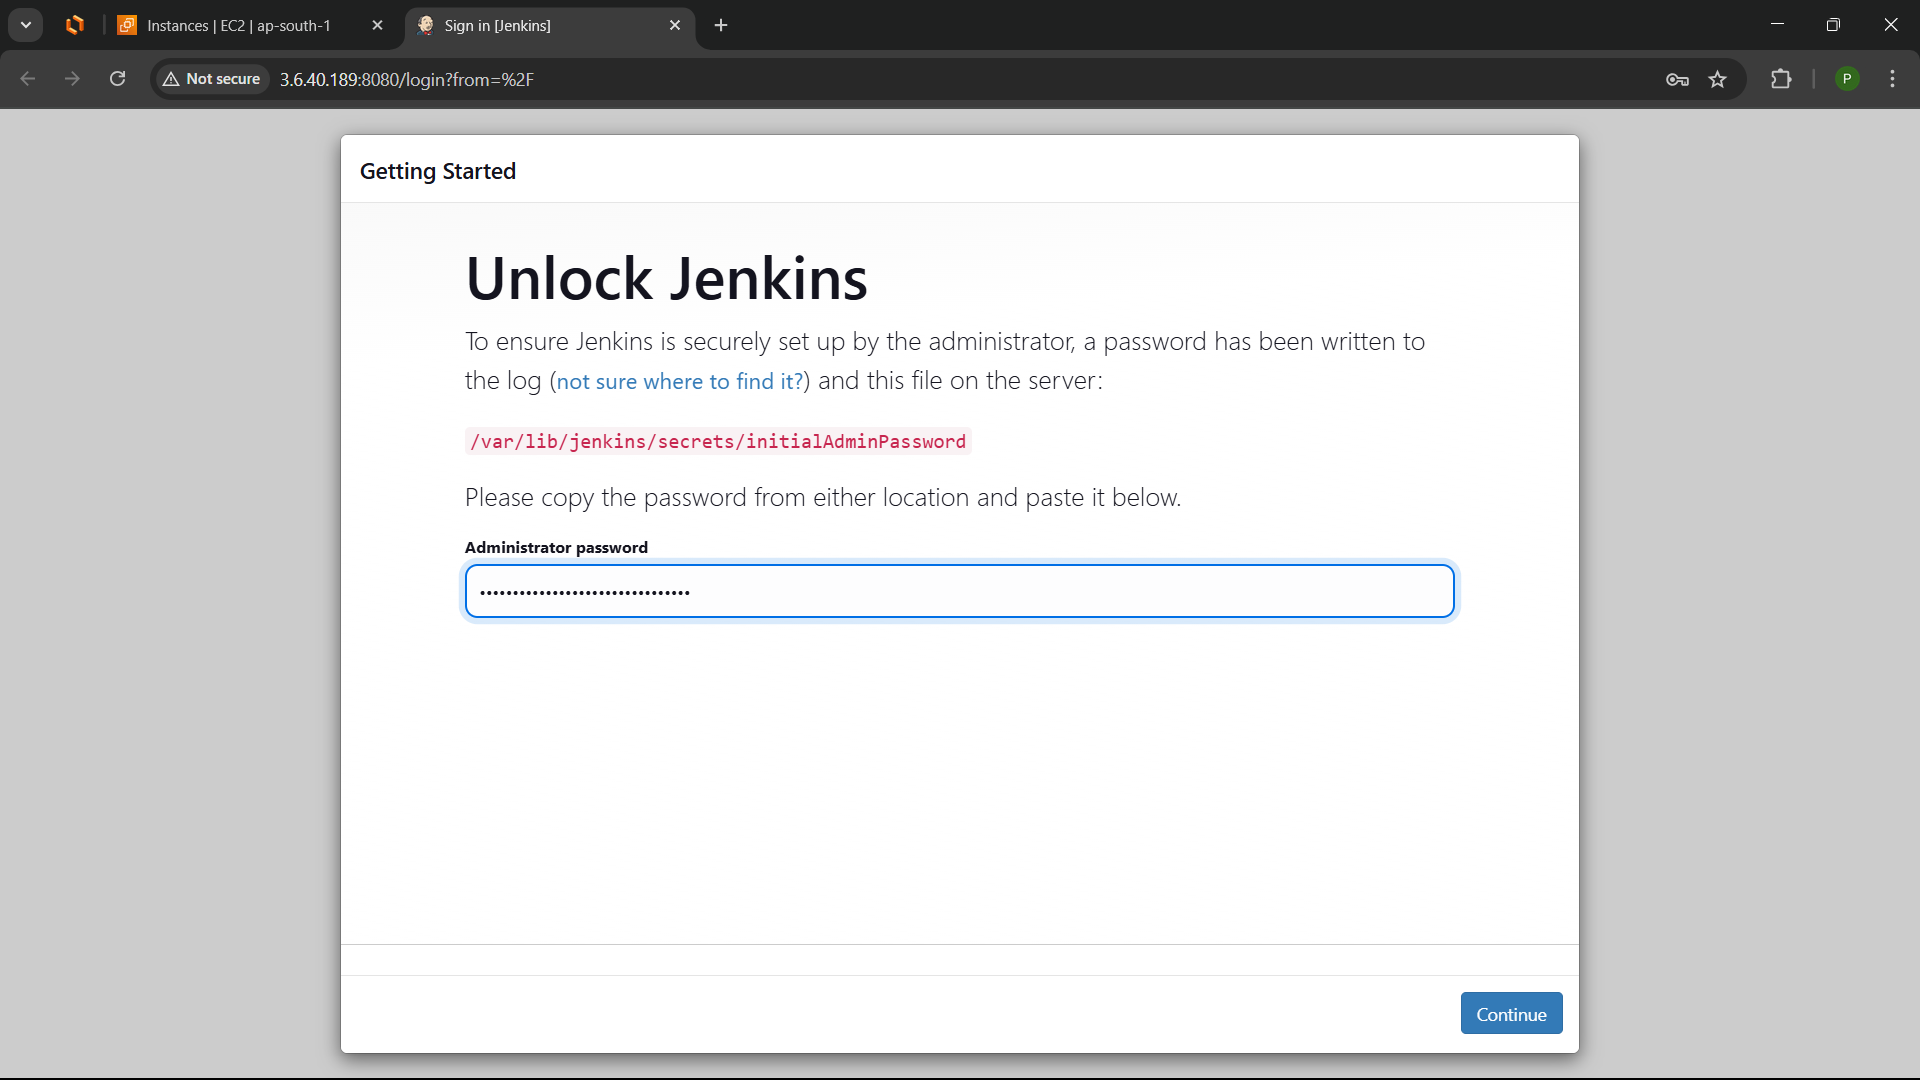 Instances | EC2 | ap-south-1
Sign in [Jenkins]
Not secure
3.6.40.189:8080/login?from=%2F
P
Getting Started
Unlock Jenkins
To ensure Jenkins is securely set up by the administrator, a password has been written to
the log (not sure where to find it?) and this file on the server:
/var/lib/jenkins/secrets/initialAdminPassword
Please copy the password from either location and paste it below.
Administrator password
••••••••••••••••••••••••••••••••
Continue